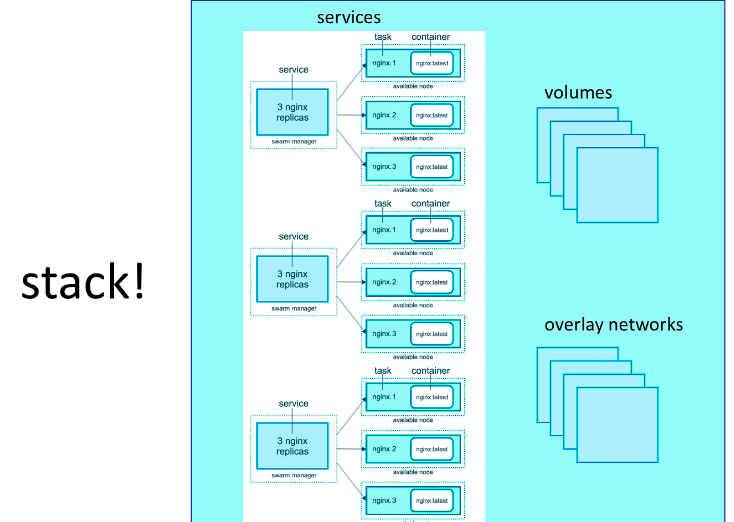 services
task container
service
nginx.1 nginx:latest
available node
3 nginx
replicas
nginx.2 nginx:latest
swarm manager
available node
nginx.3 nginx:latest
available node
task container
service
nginx.1 nginx:latest
available node
3 nginx
replicas
nginx.2 nginx:latest
swarm manager
available node
nginx.3 nginx:latest
available node
task container
service
nginx.1 nginx:latest
available node
3 nginx
replicas
nginx.2 nginx:latest
swarm manager
available node
nginx.3 nginx:latest
stack!
volumes
overlay networks